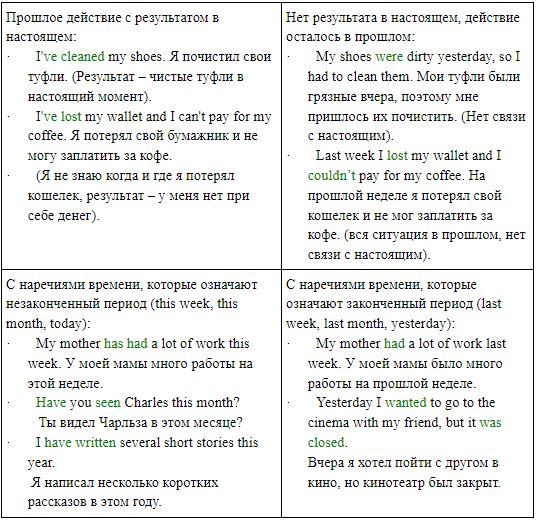 Прошлое действие с результатом в
настоящем:
· I've cleaned my shoes. Я почистил свои
туфли. (Результат – чистые туфли в
настоящий момент).
· I've lost my wallet and I can't pay for my
coffee. Я потерял свой бумажник и не
могу заплатить за кофе.
· (Я не знаю когда и где я потерял
кошелек, результат – у меня нет при
себе денег).
Нет результата в настоящем, действие
осталось в прошлом:
· My shoes were dirty yesterday, so I
had to clean them. Мои туфли были
грязные вчера, поэтому мне
пришлось их почистить. (Нет связи
с настоящим).
· Last week I lost my wallet and I
couldn't pay for my coffee. На
прошлой неделе я потерял свой
кошелек и не мог заплатить за
кофе. (вся ситуация в прошлом, нет
связи с настоящим).
С наречиями времени, которые означают
незаконченный период (this week, this
month, today):
· My mother has had a lot of work this
week. У моей мамы много работы на
этой неделе.
· Have you seen Charles this month?
Ты видел Чарльза в этом месяце?
· I have written several short stories this
year.
Я написал несколько коротких
рассказов в этом году.
С наречиями времени, которые
означают законченный период (last
week, last month, yesterday):
· My mother had a lot of work last
week. У моей мамы было много
работы на прошлой неделе.
· Yesterday I wanted to go to the
cinema with my friend, but it was
closed.
Вчера я хотел пойти с другом в
кино, но кинотеатр был закрыт.